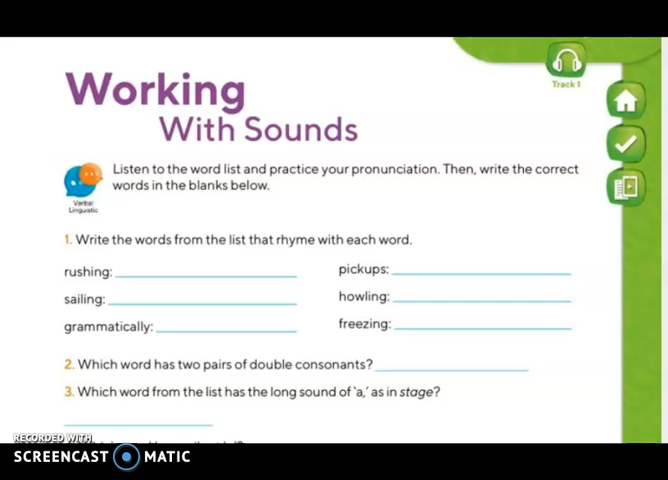 Track 1
Working
With Sounds
Listen to the word list and practice your pronunciation. Then, write the correct
words in the blanks below.
Verbal
Linguistic
1. Write the words from the list that rhyme with each word.
rushing:
pickups:
sailing:
howling:
grammatically:
freezing:
2. Which word has two pairs of double consonants?
3. Which word from the list has the long sound of 'a,' as in stage?
RECORDED WITH
SCREENCAST MATIC